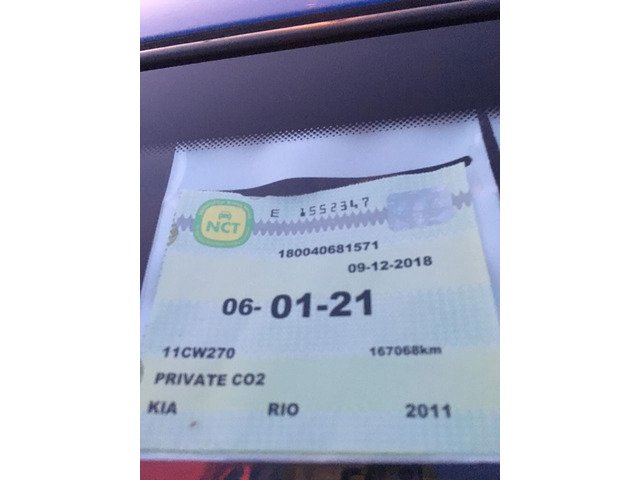 E 1552347
NCT
180040681571
09-12-2018
06-01-21
11CW270 167068km
PRIVATE CO2
KIA RIO 2011